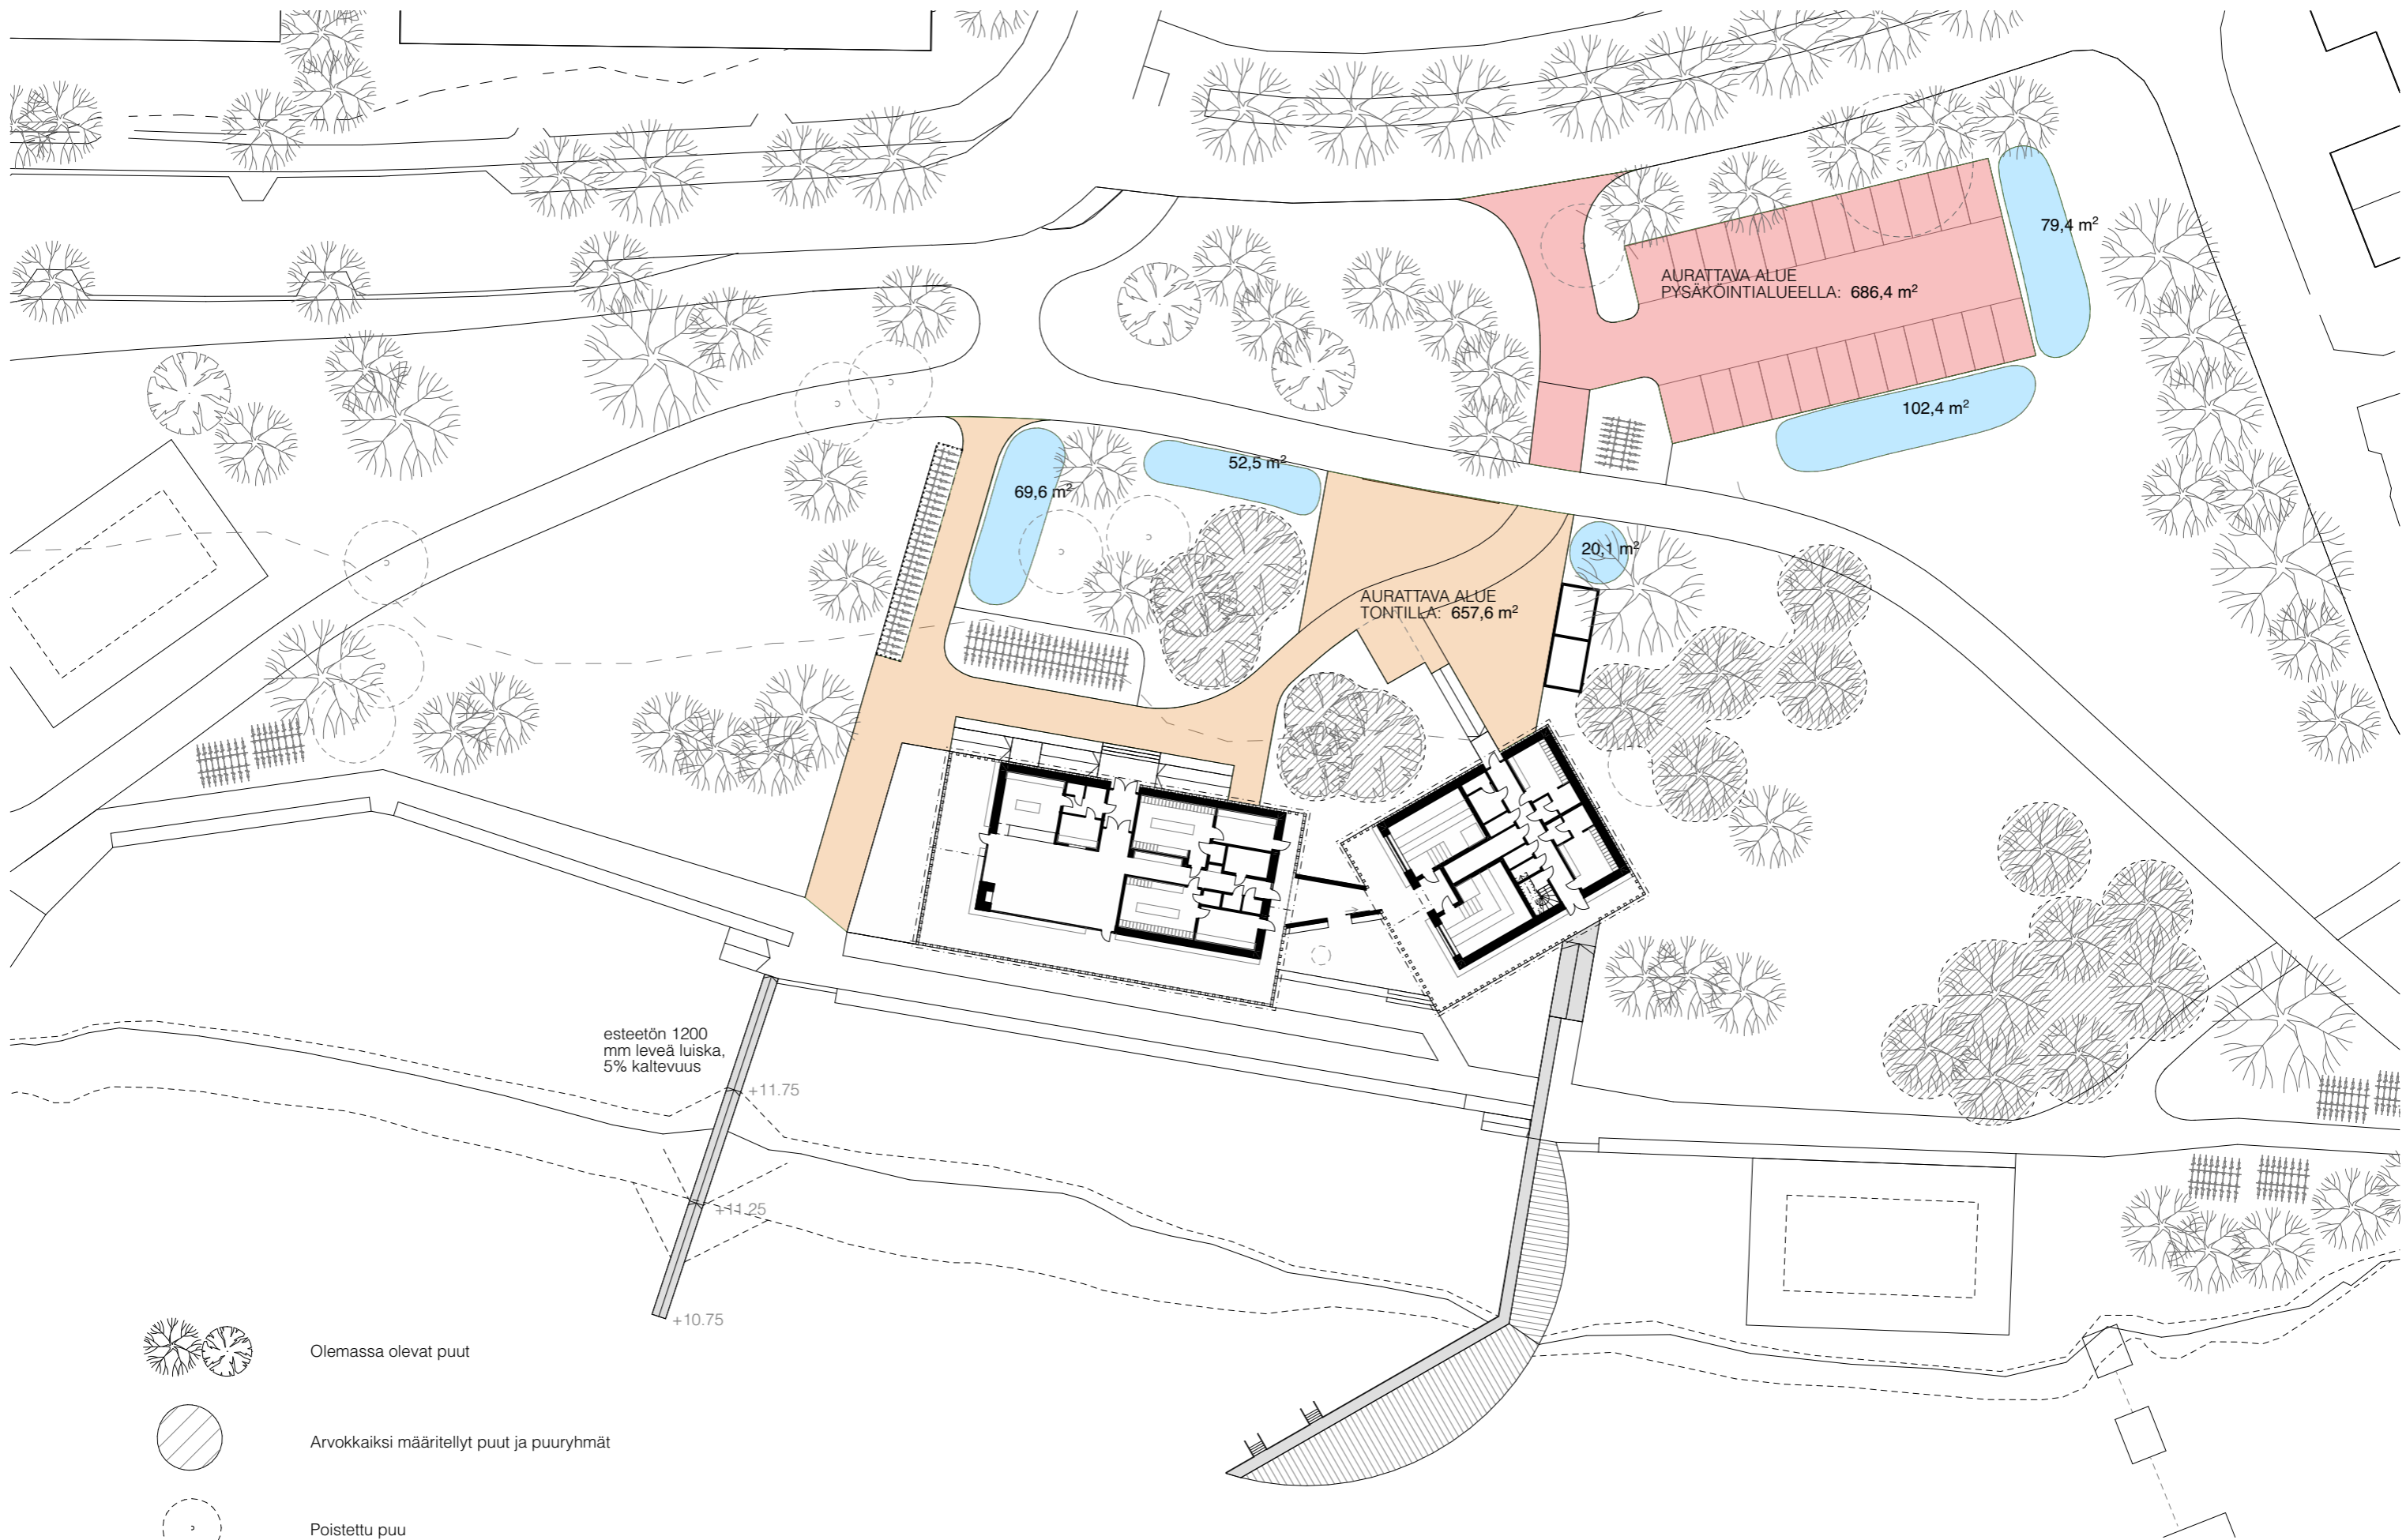 79,4 m²
AURATTAVA ALUE
PYSÄKÖINTIALUEELLA: 686,4 m²
102,4 m²
52,5 m²
69,6 m²
20,1 m²
AURATTAVA ALUE
TONTILLA: 657,6 m²
esteetön 1200
mm leveä luiska,
5% kaltevuus
+11.75
+11.25
+10.75
Olemassa olevat puut
Arvokkaiksi määritellyt puut ja puuryhmät
Poistettu puu